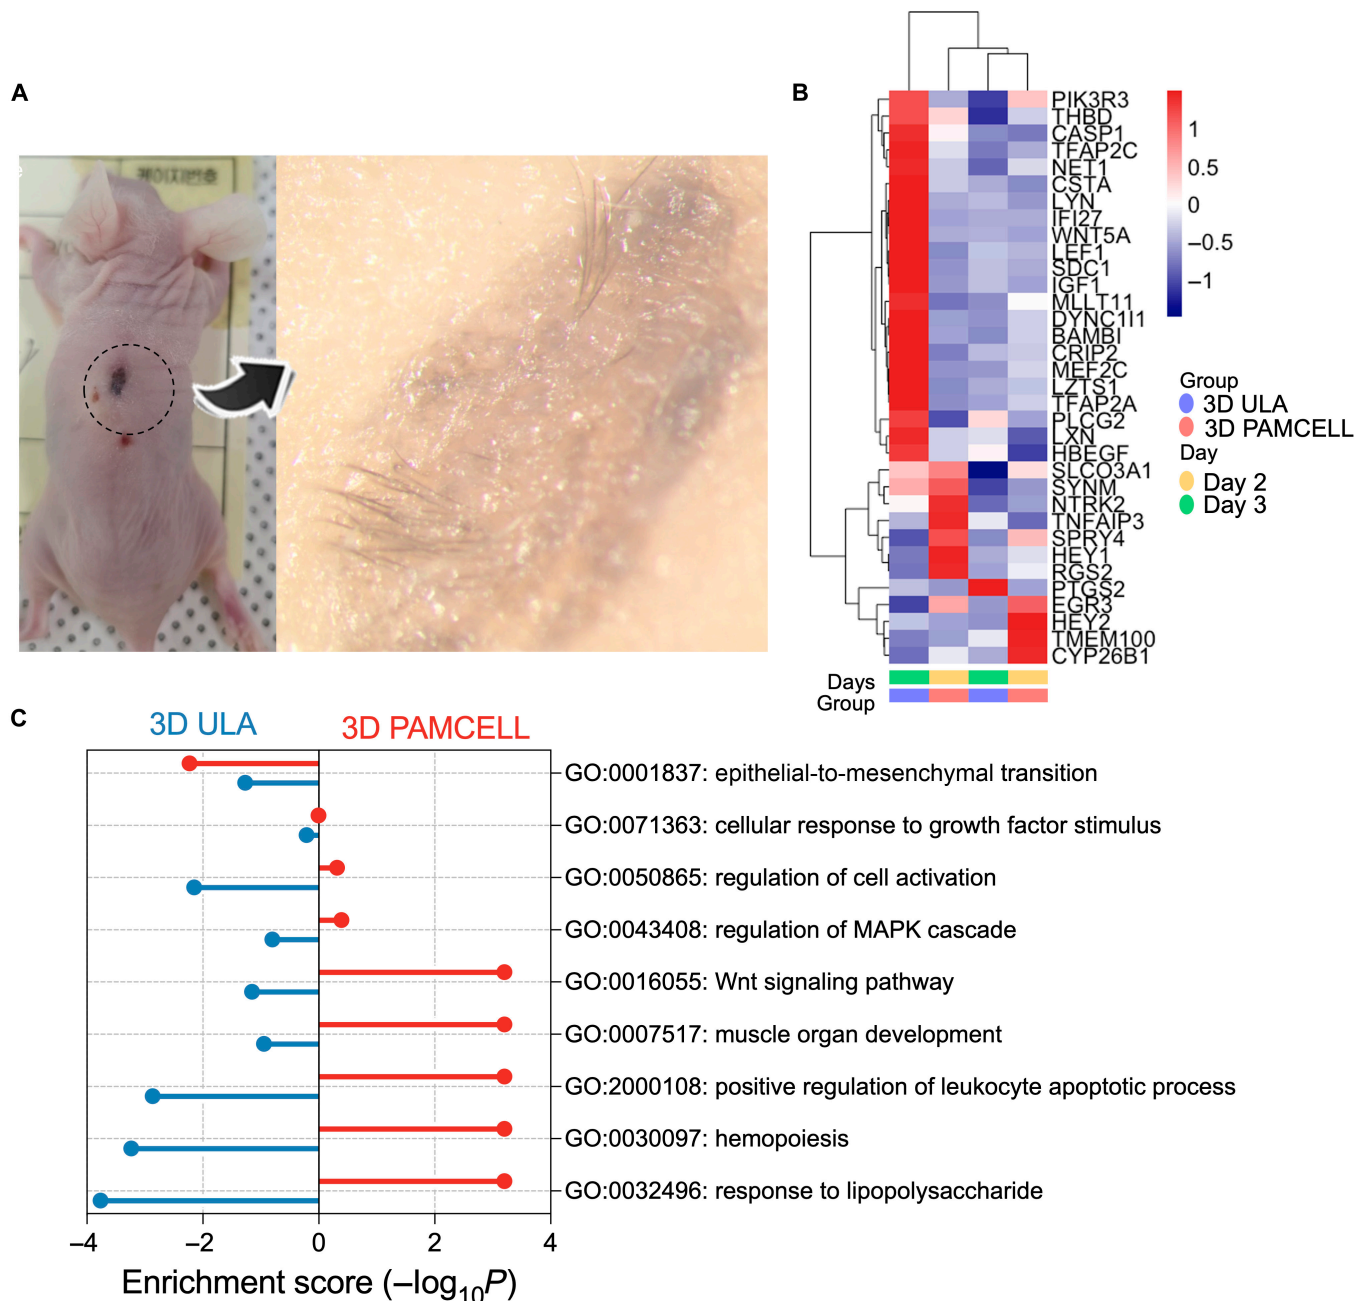 A
케이지번호
B
PIK3R3
THBD
CASP1
TFAP2C
NET1
CSTA
LYN
IFI27
WNT5A
LEF1
SDC1
IGF1
MLLT11
DYNC1I1
BAMBI
CRIP2
MEF2C
LZTS1
TFAP2A
PLCG2
LXN
HBEGF
SLCO3A1
SYNM
NTRK2
TNFAIP3
SPRY4
HEY1
RGS2
PTGS2
EGR3
HEY2
TMEM100
CYP26B1
Days
Group
1
0.5
0
−0.5
−1
Group
3D ULA
3D PAMCELL
Day
Day 2
Day 3
C
3D ULA 3D PAMCELL
GO:0001837: epithelial-to-mesenchymal transition
GO:0071363: cellular response to growth factor stimulus
GO:0050865: regulation of cell activation
GO:0043408: regulation of MAPK cascade
GO:0016055: Wnt signaling pathway
GO:0007517: muscle organ development
GO:2000108: positive regulation of leukocyte apoptotic process
GO:0030097: hemopoiesis
GO:0032496: response to lipopolysaccharide
−4 −2 0 2 4
Enrichment score (−log10P)